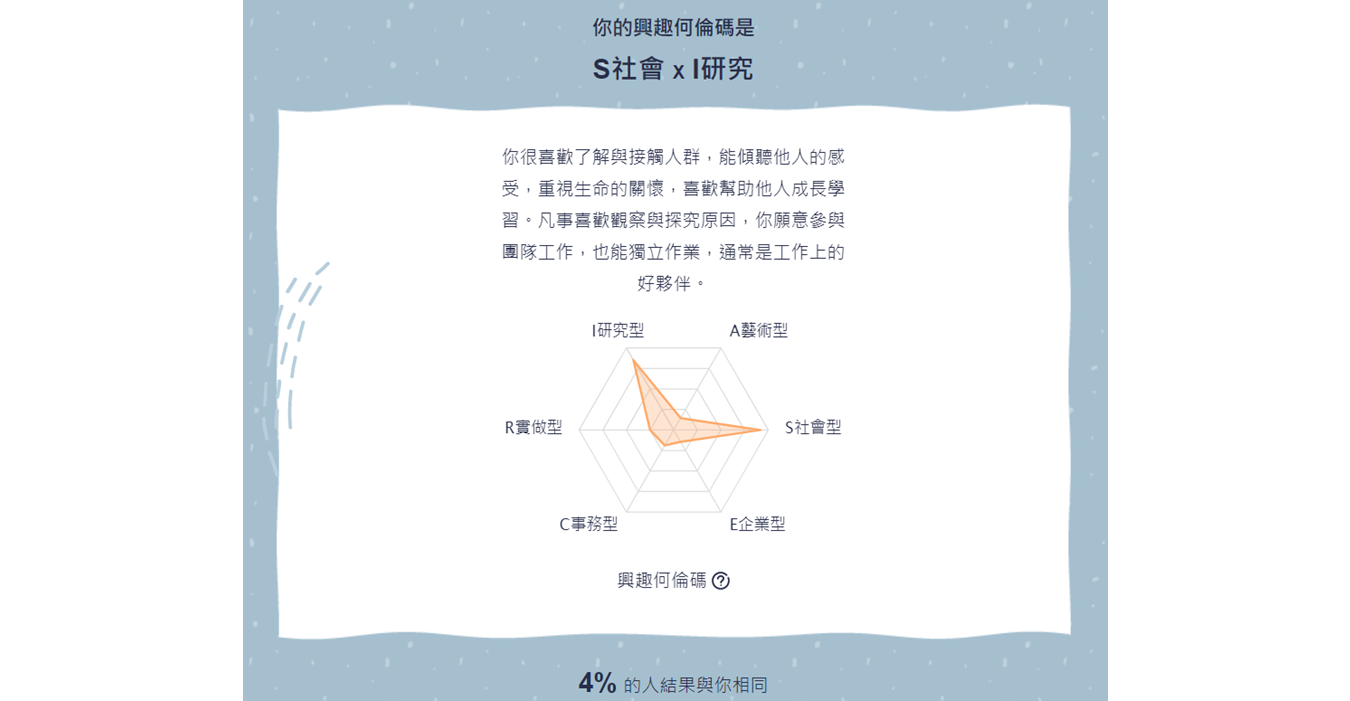 你的興趣何倫碼是
S社會 x I研究
你很喜歡了解與接觸人群，能傾聽他人的感
受，重視生命的關懷，喜歡幫助他人成長學
習。凡事喜歡觀察與探究原因，你願意參與
團隊工作，也能獨立作業，通常是工作上的
好夥伴。
I研究型
A藝術型
R實做型
S社會型
C事務型
E企業型
興趣何倫碼 ?
4% 的人結果與你相同